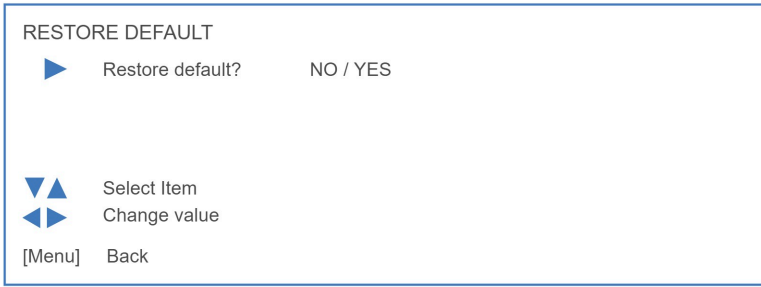 RESTORE DEFAULT
Restore default? NO / YES
Select Item
Change value
[Menu] Back